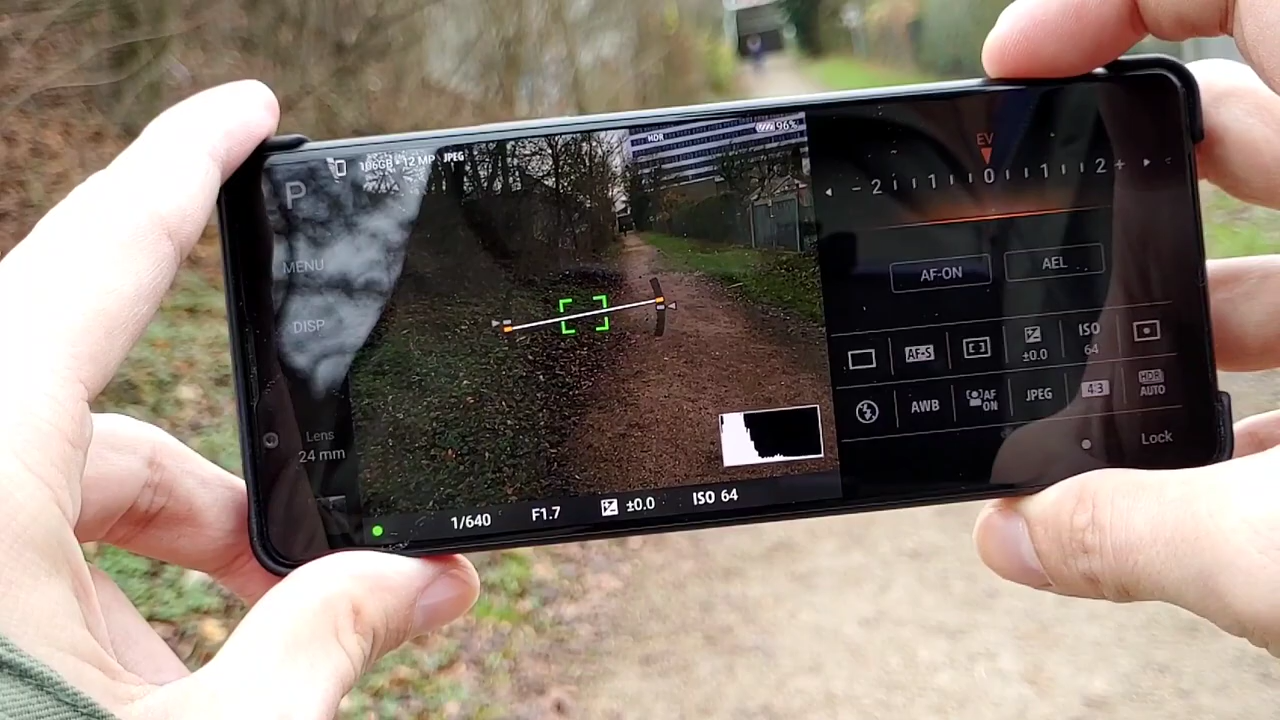 P
106GB • 12 MP JPEG
HDR
96%
MENU
DISP
Lens
24 mm
1/640 F1.7 ±0.0 ISO 64
EV
− 2 1 0 1 2 +
AF-ON AEL
AF-S ±0.0 ISO 64
AWB AF ON JPEG 4:3 HDR AUTO
Lock